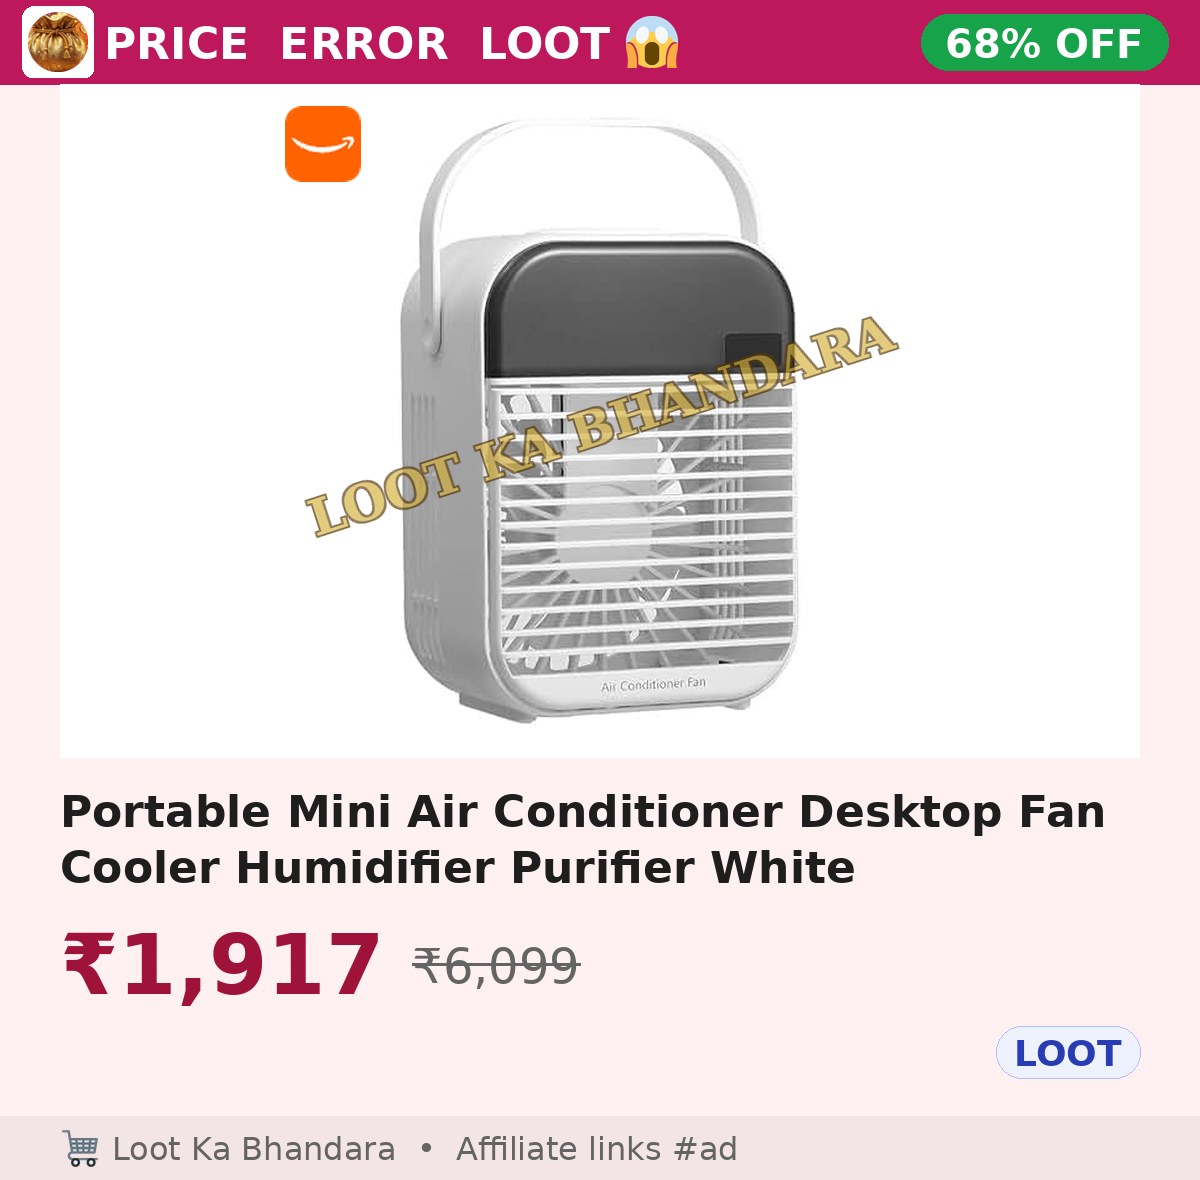 PRICE ERROR LOOT 😱
68% OFF
LOOT KA BHANDARA
Air Conditioner Fan
Portable Mini Air Conditioner Desktop Fan
Cooler Humidifier Purifier White
₹1,917 ₹6,099
LOOT
Loot Ka Bhandara • Affiliate links #ad